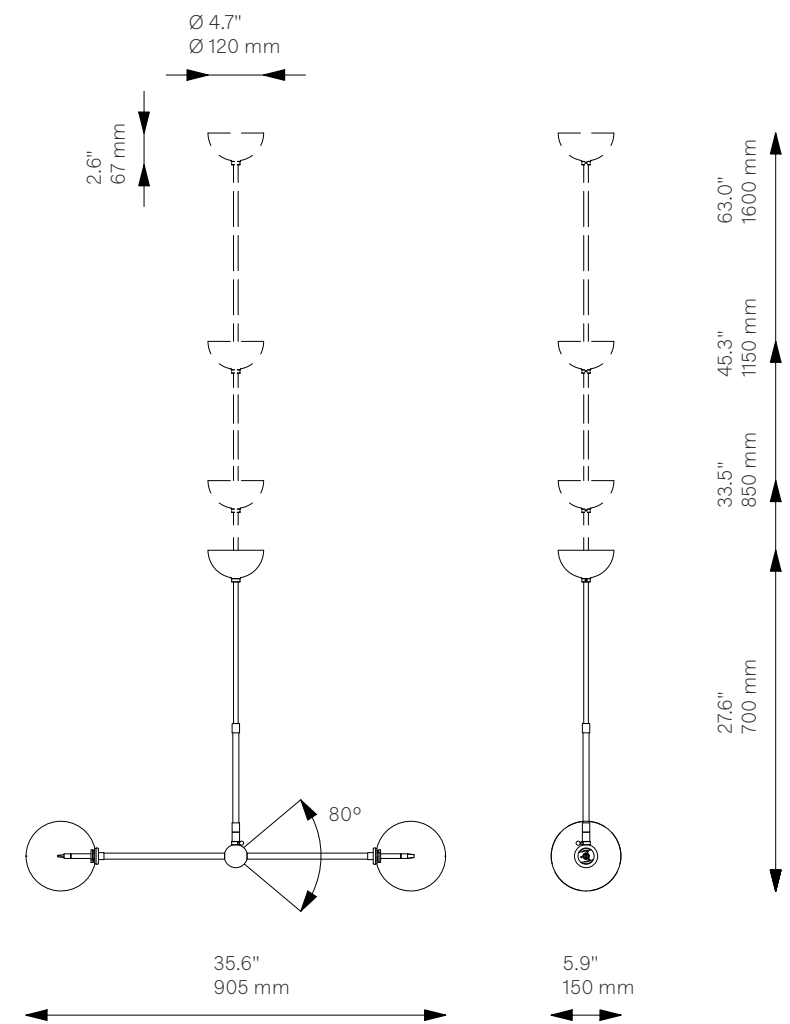 Ø 4.7"
Ø 120 mm
2.6"
67 mm
63.0"
1600 mm
45.3"
1150 mm
33.5"
850 mm
27.6"
700 mm
80º
35.6"
905 mm
5.9"
150 mm